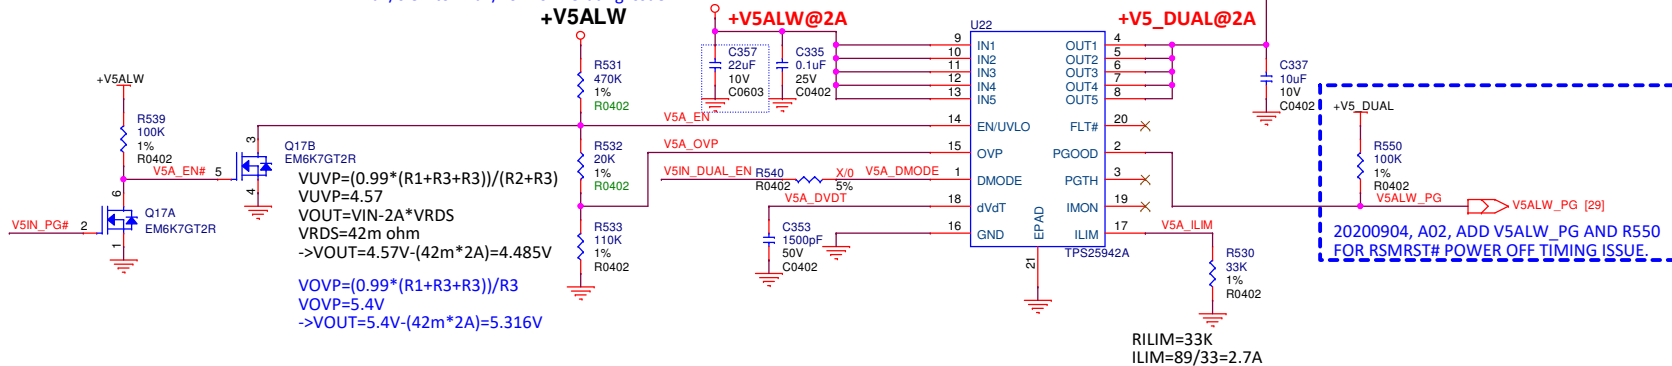 +V5ALW
+V5ALW@2A
+V5_DUAL@2A
U22
R531
470K
1%
R0402
C357
22uF
10V
C0603
C335
0.1uF
25V
C0402
9 IN1
10 IN2
11 IN3
12 IN4
13 IN5
OUT1 4
OUT2 5
OUT3 6
OUT4 7
OUT5 8
C337
10uF
10V
C0402
+V5ALW
R539
100K
1%
R0402
V5A_EN
14 EN/UVLO
FLT# 20
+V5_DUAL
R550
100K
1%
R0402
Q17B
EM6K7GT2R
3
V5A_EN# 5
4
R532
20K
1%
R0402
V5A_OVP
15 OVP
PGOOD 2
V5IN_DUAL_EN
R540
R0402
X/0
5%
V5A_DMODE
1 DMODE
PGTH 3
V5A_DVDT
18 dVdT
IMON 19
V5ALW_PG
V5ALW_PG [29]
6
Q17A
EM6K7GT2R
V5IN_PG# 2
1
VUVP=(0.99*(R1+R3+R3))/(R2+R3)
VUVP=4.57
VOUT=VIN-2A*VRDS
VRDS=42m ohm
->VOUT=4.57V-(42m*2A)=4.485V
VOVP=(0.99*(R1+R3+R3))/R3
VOVP=5.4V
->VOUT=5.4V-(42m*2A)=5.316V
R533
110K
1%
R0402
C353
1500pF
50V
C0402
16 GND
ILIM 17
V5A_ILIM
EPAD
21
TPS25942A
R530
33K
1%
R0402
20200904, A02, ADD V5ALW_PG AND R550
FOR RSMRST# POWER OFF TIMING ISSUE.
RILIM=33K
ILIM=89/33=2.7A